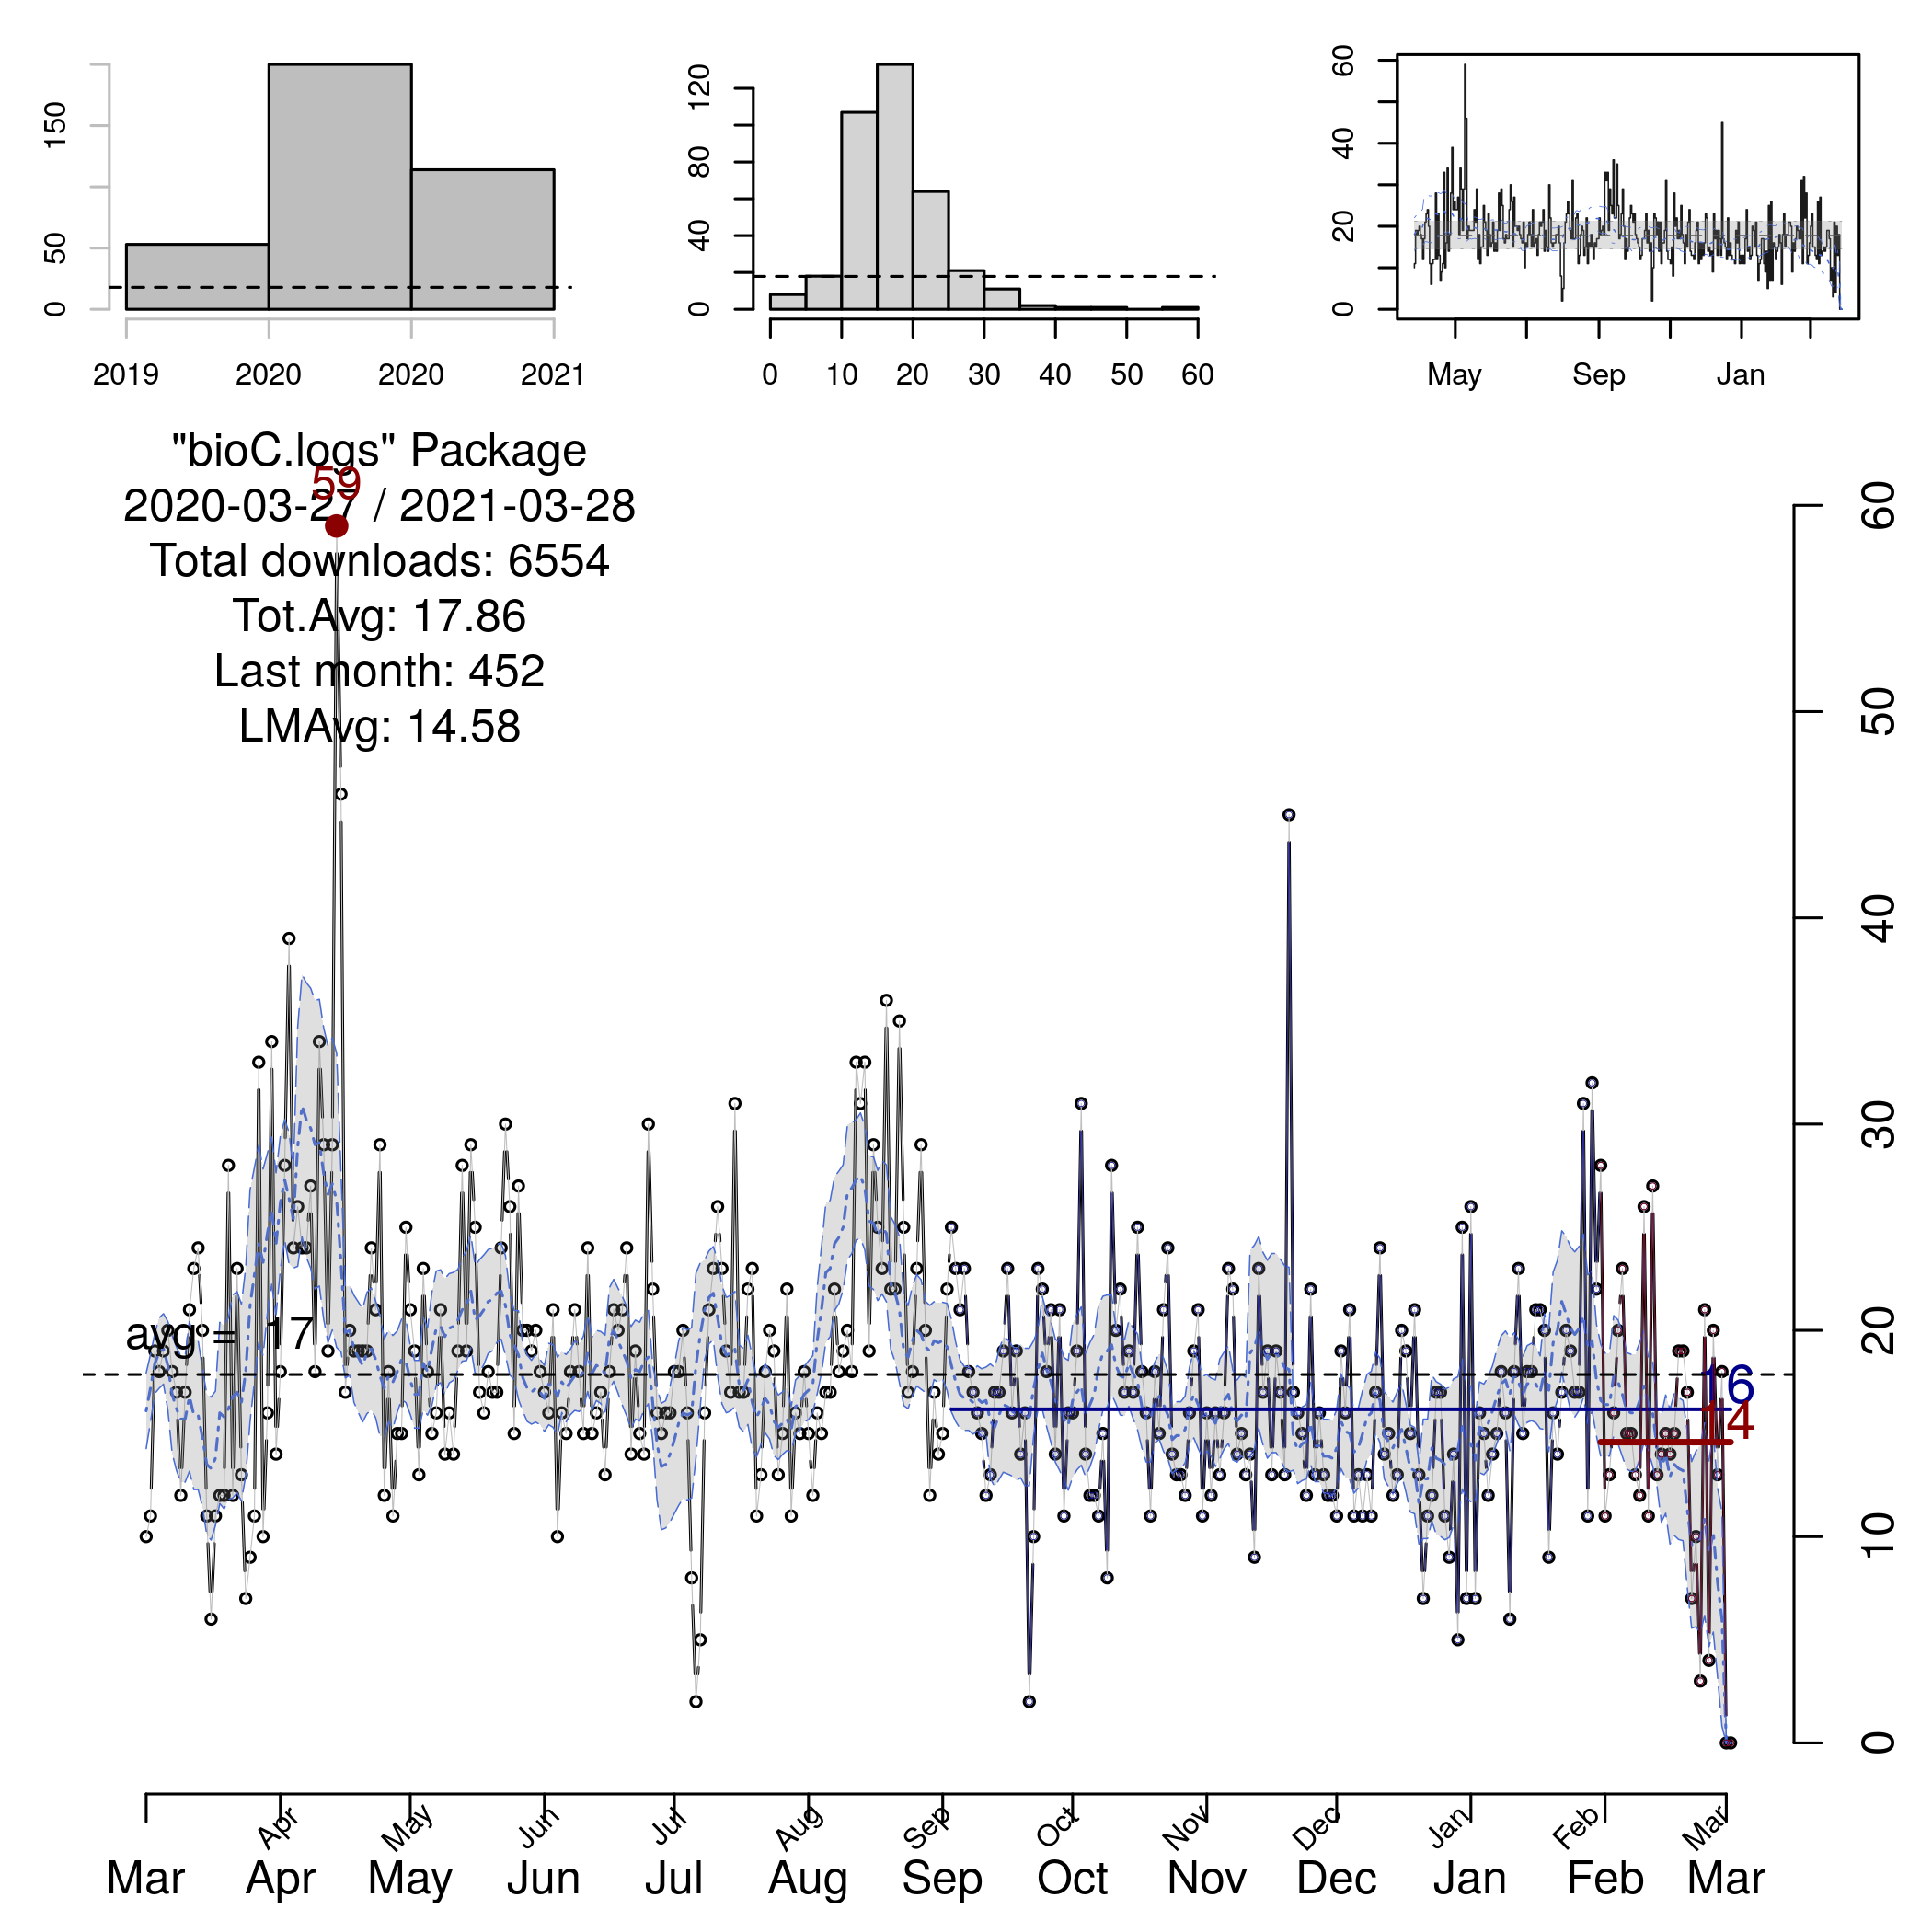 150
50
0
2019 2020 2020 2021
120
80
40
0
0 10 20 30 40 50 60
60
40
20
0
May Sep Jan
"bioC.logs" Package
59
2020-03-27 / 2021-03-28
Total downloads: 6554
Tot.Avg: 17.86
Last month: 452
LMAvg: 14.58
avg = 17
16
14
60
50
40
30
20
10
0
Apr May Jun Jul Aug Sep Oct Nov Dec Jan Feb Mar
Mar Apr May Jun Jul Aug Sep Oct Nov Dec Jan Feb Mar